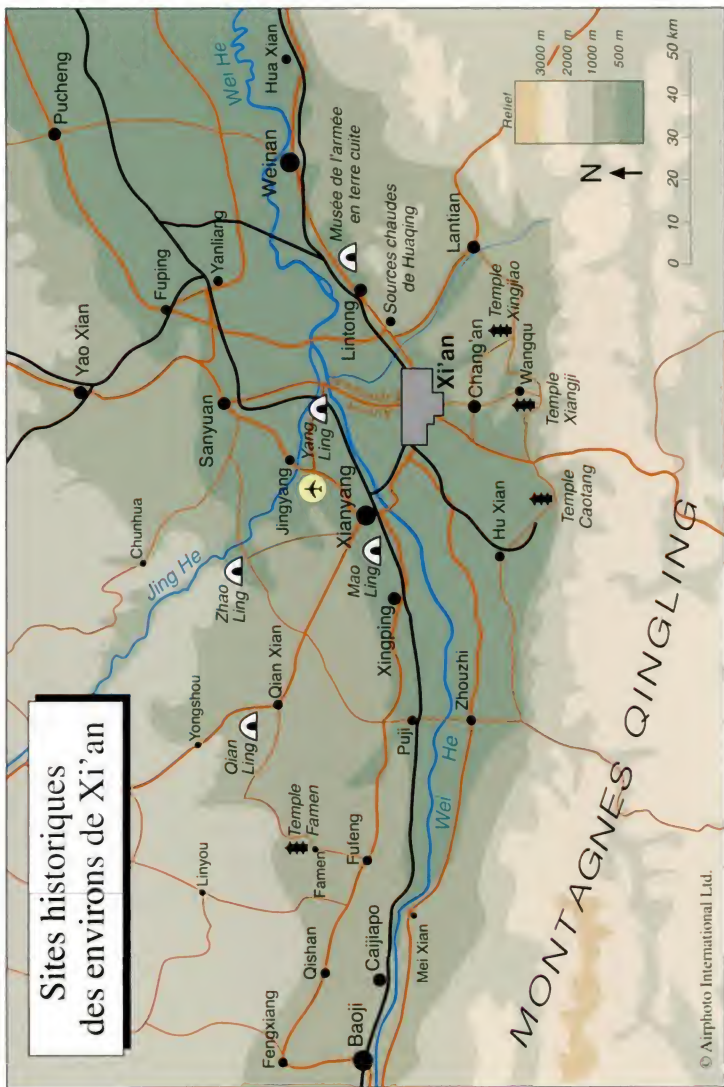 Sites historiques
des environs de Xi'an
Pucheng
Yao Xian
Fuping
Yanliang
Wei He
Hua Xian
Weinan
Chunhua
Sanyuan
Jing He
Jingyang
Yang
Ling
Zhao
Ling
Yongshou
Qian Xian
Qian
Ling
Linyou
Temple
Famen
Famen
Fufeng
Qishan
Fengxiang
Baoji
Caijiapo
Mei Xian
Puji
Zhouzhi
Wei He
Xingping
Mao
Ling
Xianyang
Lintong
Musée de l'armée
en terre cuite
Sources chaudes
de Huaqing
Xi'an
Lantian
Chang'an
Temple
Xingjiao
Wangqu
Temple
Xiangji
Hu Xian
Temple
Caotang
MONTAGNES QINGLING
N
Relief
3000 m
2000 m
1000 m
500 m
0 10 20 30 40 50 km
© Airphoto International Ltd.